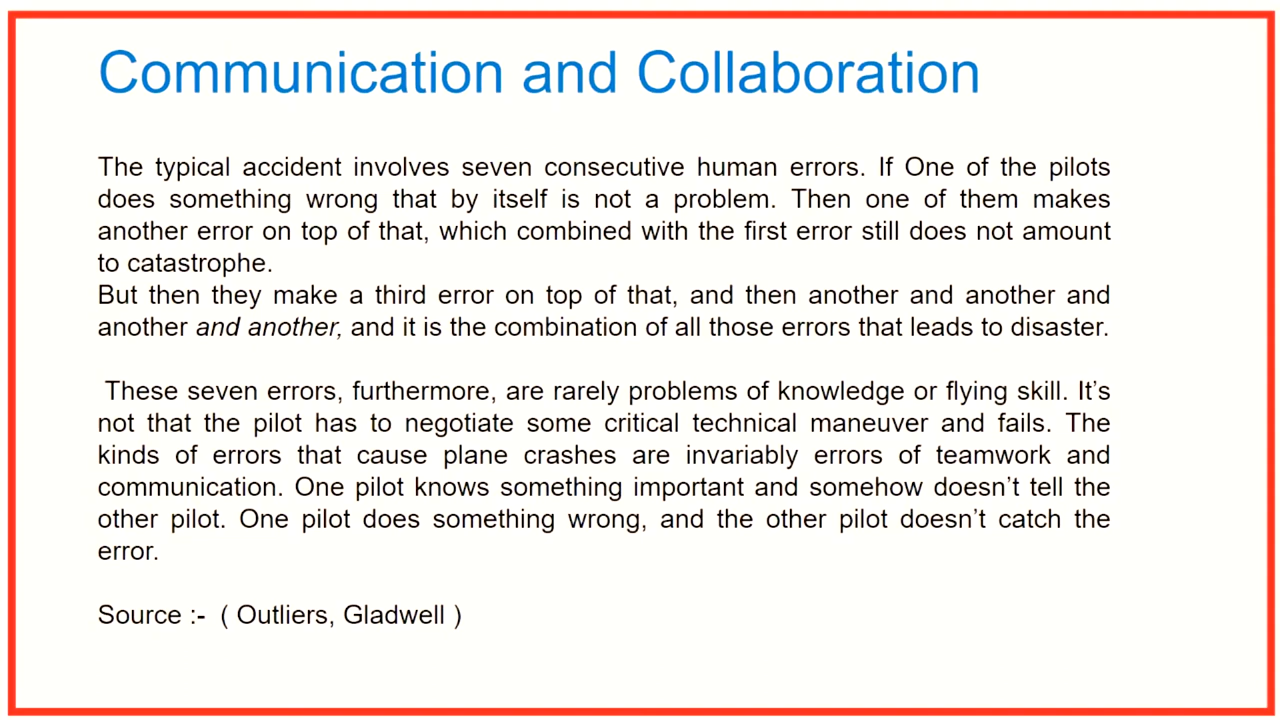 Communication and Collaboration
The typical accident involves seven consecutive human errors. If One of the pilots
does something wrong that by itself is not a problem. Then one of them makes
another error on top of that, which combined with the first error still does not amount
to catastrophe.
But then they make a third error on top of that, and then another and another and
another and another, and it is the combination of all those errors that leads to disaster.
These seven errors, furthermore, are rarely problems of knowledge or flying skill. It’s
not that the pilot has to negotiate some critical technical maneuver and fails. The
kinds of errors that cause plane crashes are invariably errors of teamwork and
communication. One pilot knows something important and somehow doesn’t tell the
other pilot. One pilot does something wrong, and the other pilot doesn’t catch the
error.
Source :- ( Outliers, Gladwell )